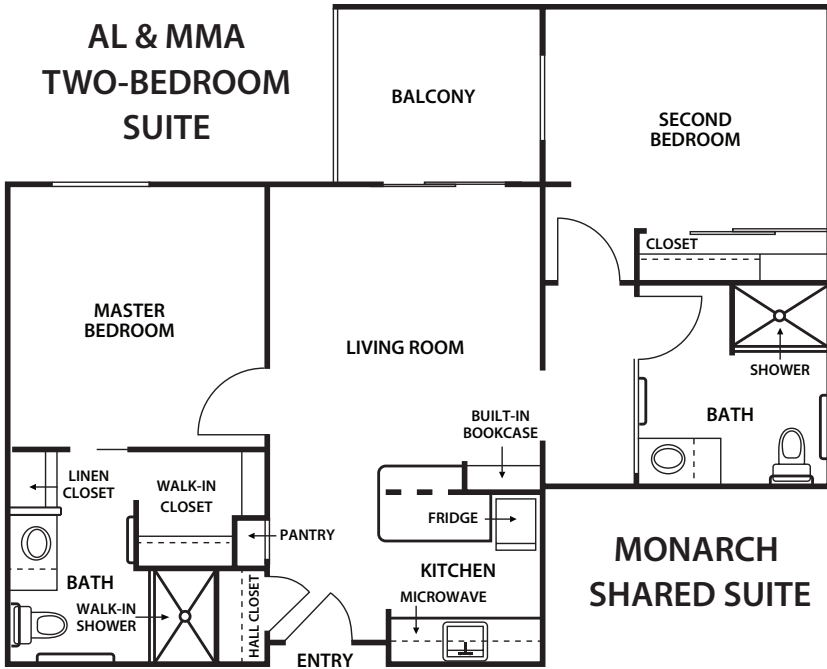 AL & MMA
TWO-BEDROOM
SUITE
BALCONY
SECOND
BEDROOM
CLOSET
MASTER
BEDROOM
LIVING ROOM
SHOWER
BATH
BUILT-IN
BOOKCASE
LINEN
CLOSET
WALK-IN
CLOSET
PANTRY
FRIDGE
KITCHEN
MICROWAVE
BATH
WALK-IN
SHOWER
HALL CLOSET
ENTRY
MONARCH
SHARED SUITE